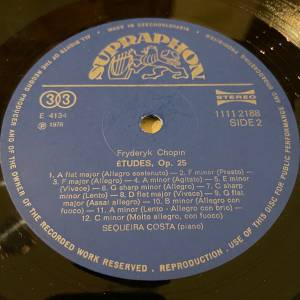 MADE IN CZECHOSLOVAKIA
SUPRAPHON
33
E 4134
℗ 1978
STEREO
1111 2188
SIDE 2
Fryderyk Chopin
ÉTUDES, Op. 25
1. A flat major (Allegro sostenuto) - 2. F minor (Presto) -
3. F major (Allegro) - 4. A minor (Agitato) - 5. E minor
(Vivace) - 6. G sharp minor (Allegro) - 7. C sharp
minor (Lento) - 8. D flat major (Vivace) - 9. G flat
major (Assai allegro) - 10. B minor (Allegro con
fuoco) - 11. A minor (Lento - Allegro con brio) -
12. C minor (Molto allegro, con fuoco)
SEQUEIRA COSTA (piano)
ALL RIGHTS OF THE RECORD PRODUCER AND OF THE OWNER OF THE RECORDED WORK RESERVED . REPRODUCTION . USE OF THIS DISC FOR PUBLIC PERFORMANCE